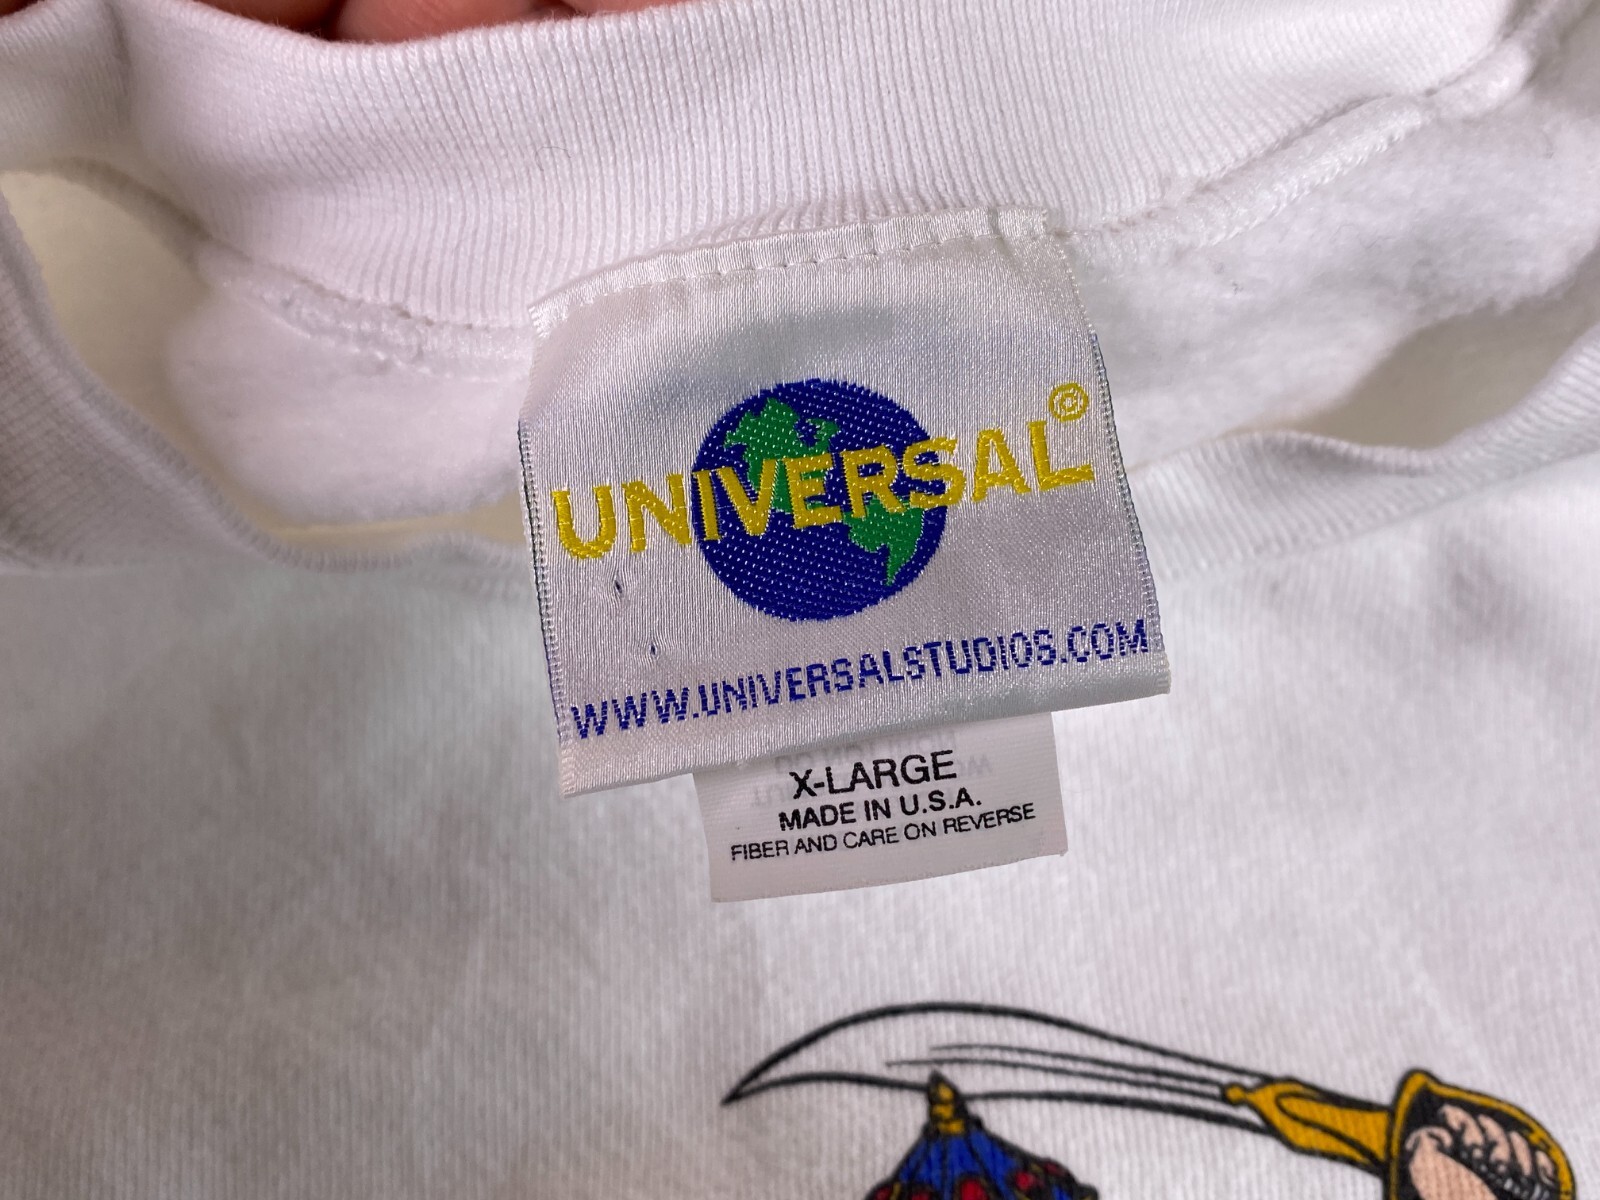 UNIVERSAL®
WWW.UNIVERSALSTUDIOS.COM
X-LARGE
MADE IN U.S.A.
FIBER AND CARE ON REVERSE